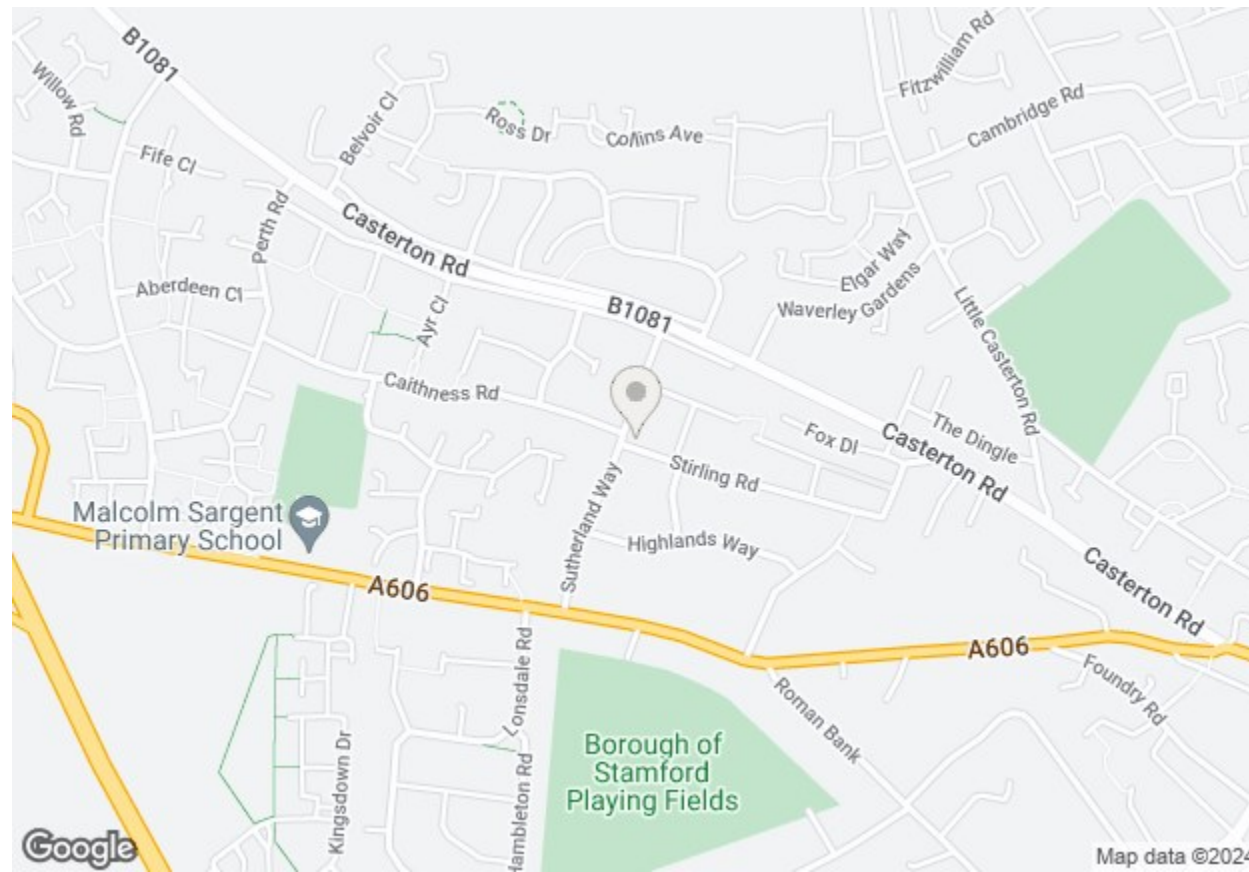 B1081
Willow Rd
Fife Cl
Belvoir Cl
Ross Dr
Collins Ave
Fitzwilliam Rd
Cambridge Rd
Perth Rd
Casterton Rd
Aberdeen Cl
Ayr Cl
B1081
Elgar Way
Waverley Gardens
Little Casterton Rd
Caithness Rd
Fox Dl
Casterton Rd
The Dingle
Stirling Rd
Malcolm Sargent
Primary School
Sutherland Way
Highlands Way
Casterton Rd
A606
A606
Lonsdale Rd
Roman Bank
Foundry Rd
Kingsdown Dr
Hambleton Rd
Borough of
Stamford
Playing Fields
Google
Map data ©2024